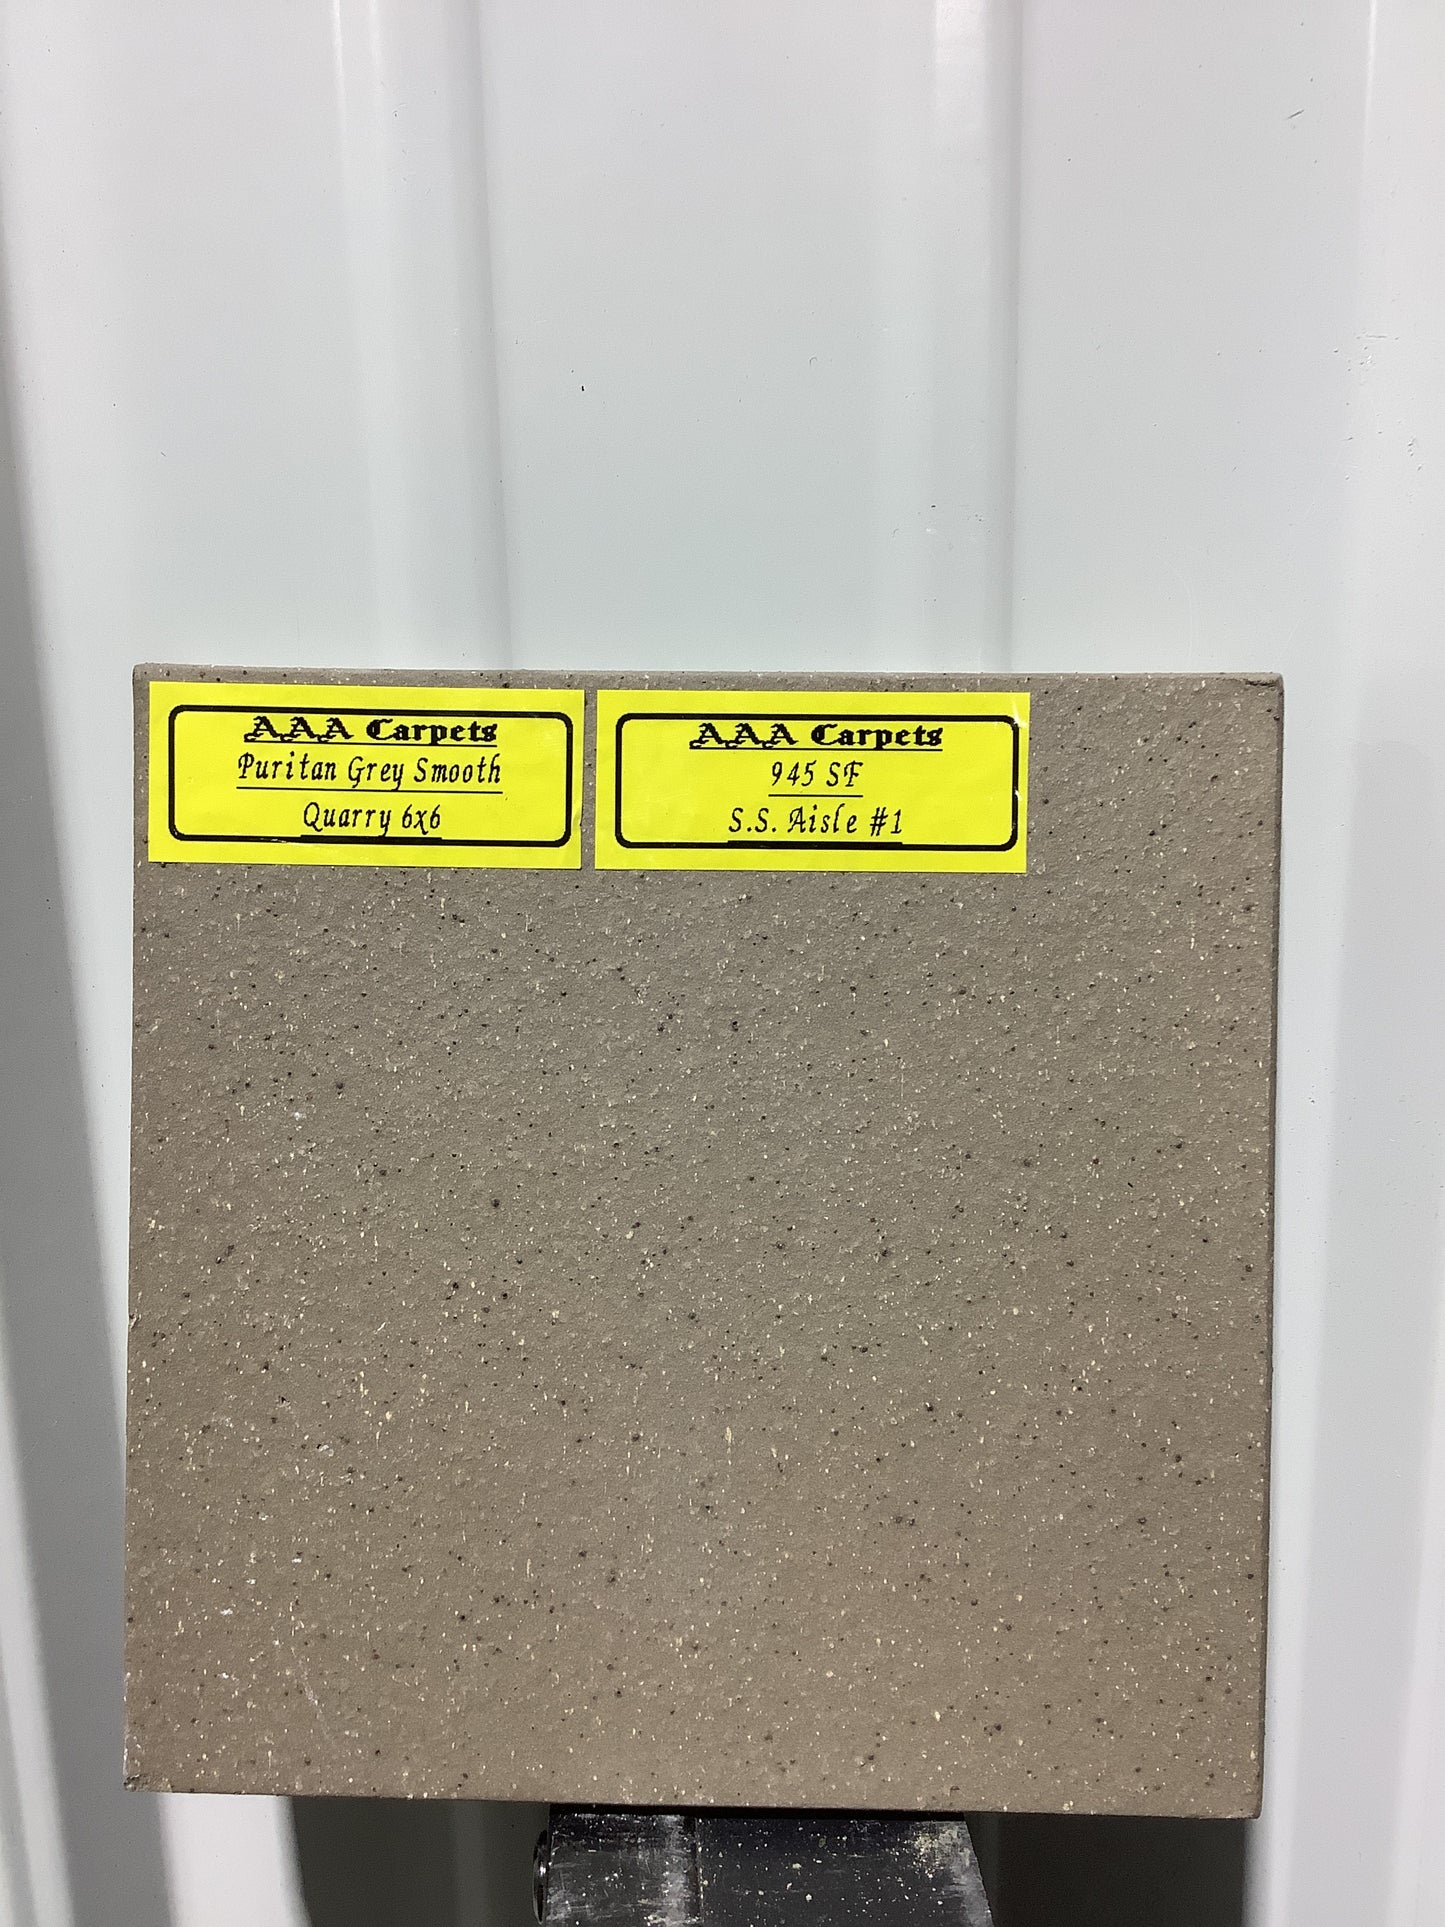 AAA Carpets
Puritan Grey Smooth
Quarry 6x6
AAA Carpets
945 SF
S.S. Aisle #1